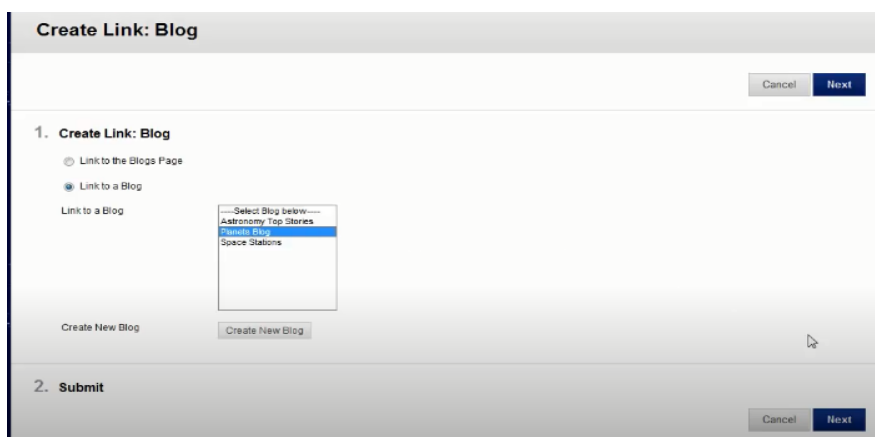 Create Link: Blog
Cancel Next
1. Create Link: Blog
Link to the Blogs Page
Link to a Blog
Link to a Blog
----Select Blog below----
Astronomy Top Stories
Planets Blog
Space Stations
Create New Blog Create New Blog
2. Submit
Cancel Next